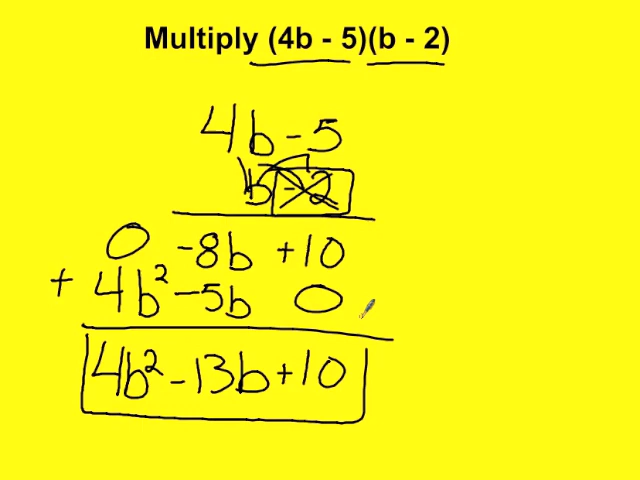 Multiply (4b - 5)(b - 2)
4b - 5
b - 2
0 - 8b + 10
+ 4b² - 5b 0
4b² - 13b + 10